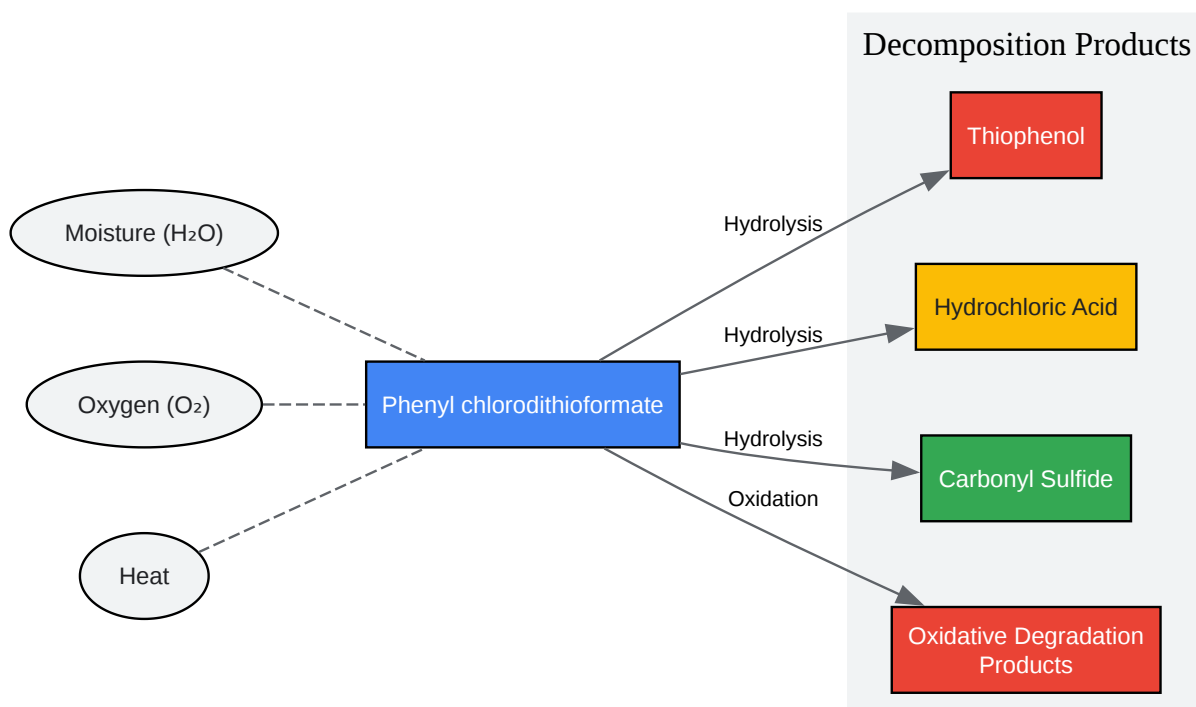 Decomposition Products
Thiophenol
Hydrolysis
Moisture (H₂O)
Hydrolysis
Hydrochloric Acid
Oxygen (O₂)
Phenyl chlorodithioformate
Hydrolysis
Carbonyl Sulfide
Oxidation
Heat
Oxidative Degradation
Products